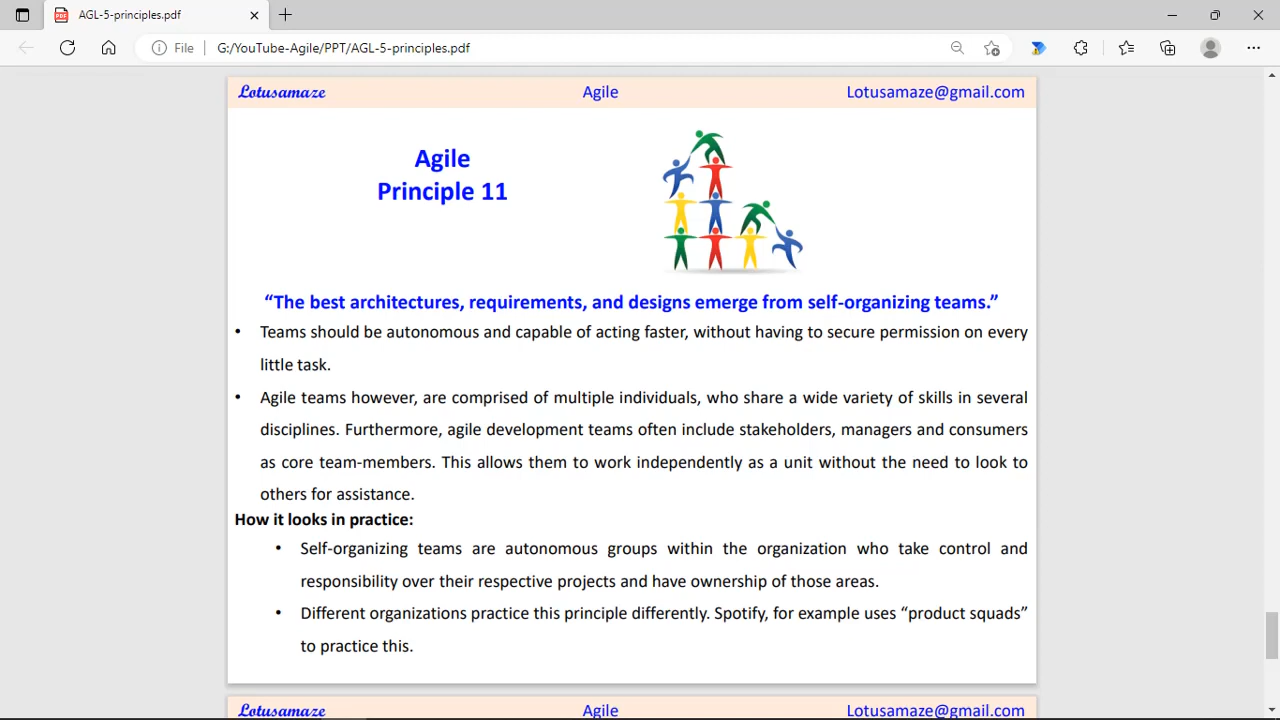 AGL-5-principles.pdf
File
G:/YouTube-Agile/PPT/AGL-5-principles.pdf
Lotusamaze Agile Lotusamaze@gmail.com
Agile
Principle 11
“The best architectures, requirements, and designs emerge from self-organizing teams.”
• Teams should be autonomous and capable of acting faster, without having to secure permission on every
little task.
• Agile teams however, are comprised of multiple individuals, who share a wide variety of skills in several
disciplines. Furthermore, agile development teams often include stakeholders, managers and consumers
as core team-members. This allows them to work independently as a unit without the need to look to
others for assistance.
How it looks in practice:
• Self-organizing teams are autonomous groups within the organization who take control and
responsibility over their respective projects and have ownership of those areas.
• Different organizations practice this principle differently. Spotify, for example uses “product squads”
to practice this.
Lotusamaze Agile Lotusamaze@gmail.com